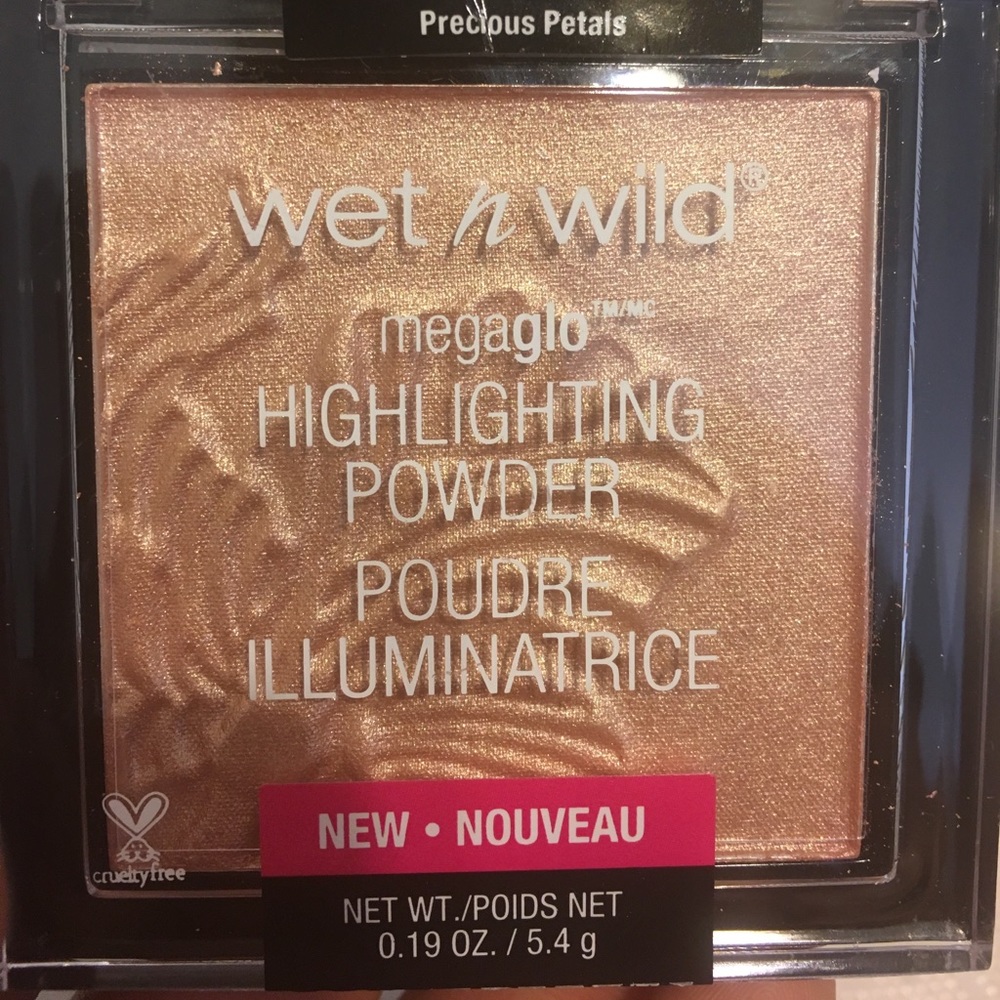 Precious Petals
wet n wild®
megaglo™/MC
HIGHLIGHTING
POWDER
POUDRE
ILLUMINATRICE
NEW • NOUVEAU
crueltyfree
NET WT./POIDS NET
0.19 OZ. / 5.4 g